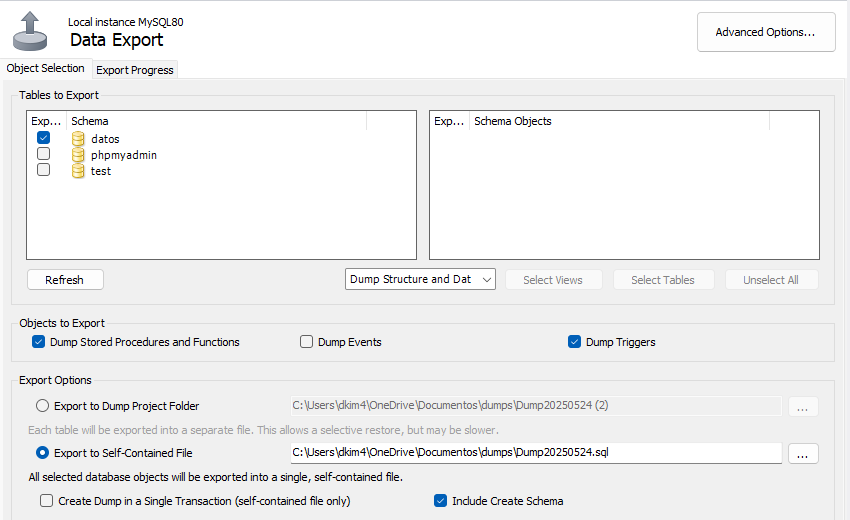 Local instance MySQL80
Data Export
Advanced Options...
Object Selection
Export Progress
Tables to Export
Exp... Schema
datos
phpmyadmin
test
Exp... Schema Objects
Refresh
Dump Structure and Dat
Select Views
Select Tables
Unselect All
Objects to Export
Dump Stored Procedures and Functions
Dump Events
Dump Triggers
Export Options
Export to Dump Project Folder
C:\Users\dkim4\OneDrive\Documentos\dumps\Dump20250524 (2)
...
Each table will be exported into a separate file. This allows a selective restore, but may be slower.
Export to Self-Contained File
C:\Users\dkim4\OneDrive\Documentos\dumps\Dump20250524.sql
...
All selected database objects will be exported into a single, self-contained file.
Create Dump in a Single Transaction (self-contained file only)
Include Create Schema